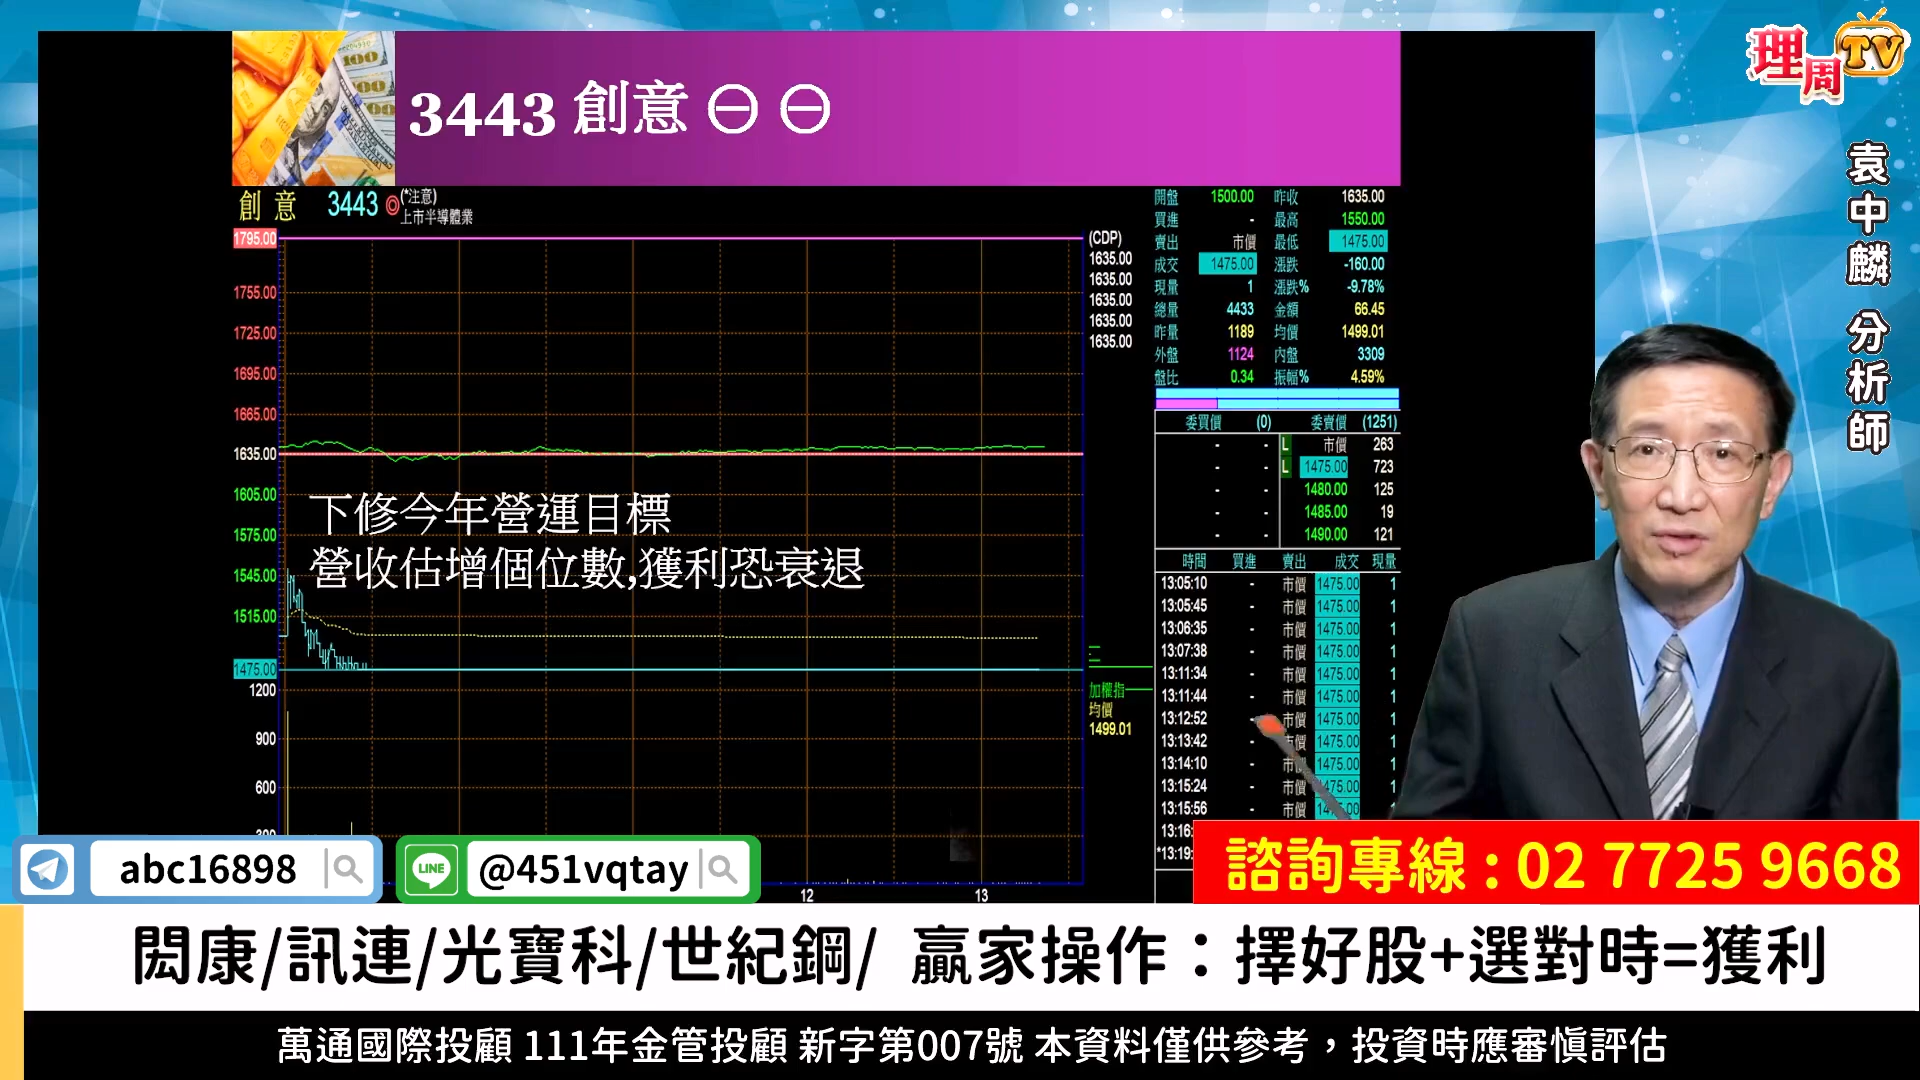 理周TV
袁中麟 分析師
3443 創意 ㊀ ㊀
創意 3443 ◎ (*注意)
上市半導體業
1795.00
1755.00
1725.00
1695.00
1665.00
1635.00
1605.00
1575.00
1545.00
1515.00
1475.00
1200
900
600
300
12 13
下修今年營運目標
營收估增個位數,獲利恐衰退
(CDP)
1635.00
1635.00
1635.00
1635.00
1635.00
加權指
均價
1499.01
開盤 1500.00 昨收 1635.00
買進 - 最高 1550.00
賣出 市價 最低 1475.00
成交 1475.00 漲跌 -160.00
現量 1 漲跌% -9.78%
總量 4433 金額 66.45
昨量 1189 均價 1499.01
外盤 1124 內盤 3309
盤比 0.34 振幅% 4.59%
委買價 (0) 委賣價 (1251)
- - L 市價 263
- - L 1475.00 723
- - 1480.00 125
- - 1485.00 19
- - 1490.00 121
時間 買進 賣出 成交 現量
13:05:10 - 市價 1475.00 1
13:05:45 - 市價 1475.00 1
13:06:35 - 市價 1475.00 1
13:07:38 - 市價 1475.00 1
13:11:34 - 市價 1475.00 1
13:11:44 - 市價 1475.00 1
13:12:52 - 市價 1475.00 1
13:13:42 - 市價 1475.00 1
13:14:10 - 市價 1475.00 1
13:15:24 - 市價 1475.00 1
13:15:56 - 市價 1475.00 1
13:16:
*13:19:
abc16898
LINE @451vqtay
諮詢專線 : 02 7725 9668
閎康/訊連/光寶科/世紀鋼/ 贏家操作：擇好股+選對時=獲利
萬通國際投顧 111年金管投顧 新字第007號 本資料僅供參考，投資時應審慎評估